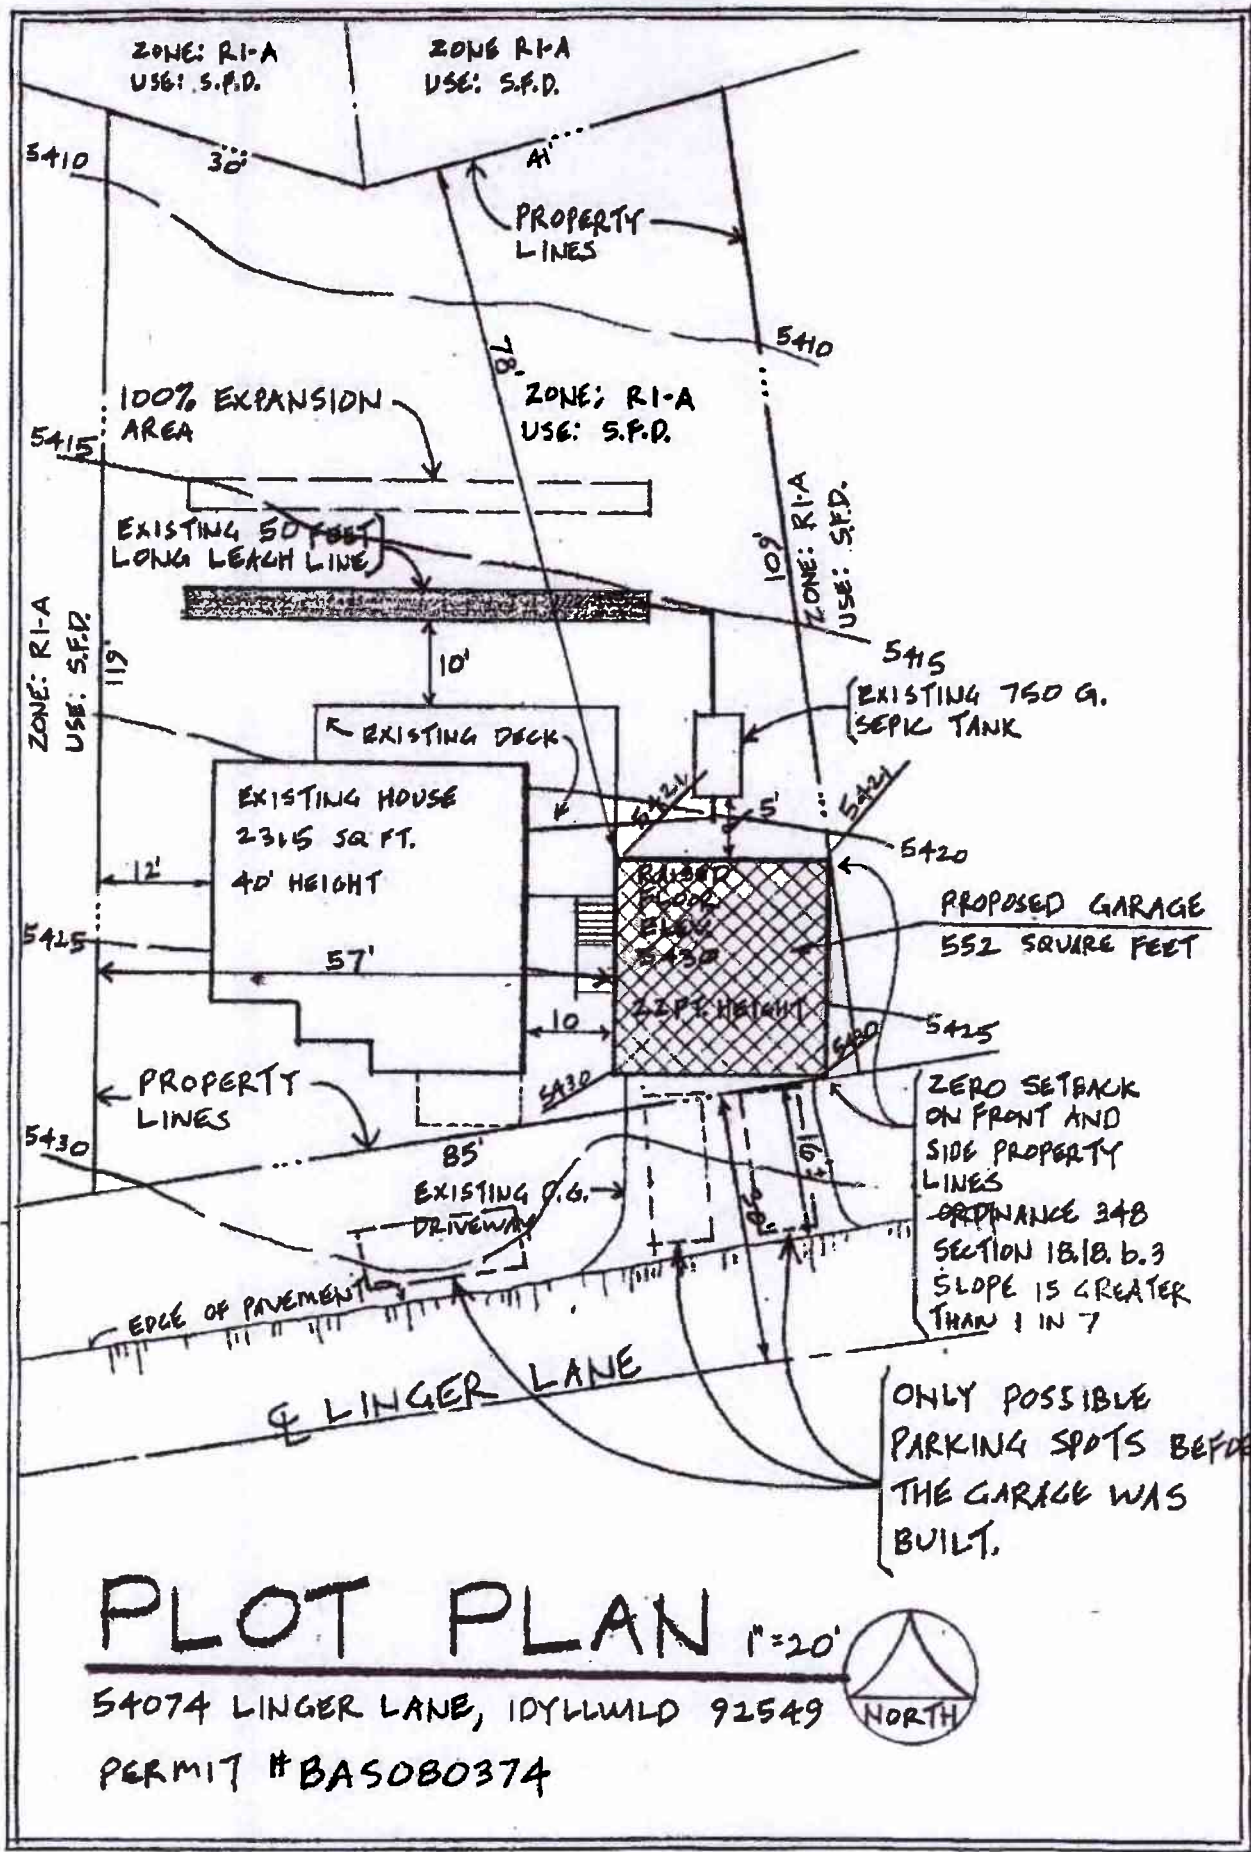 ZONE: R1-A
USE: S.F.D.
ZONE R1-A
USE: S.F.D.
5410
30'
41'
PROPERTY
LINES
5410
78'
ZONE: R1-A
USE: S.F.D.
100% EXPANSION
AREA
5415
EXISTING 50 FEET
LONG LEACH LINE
109'
ZONE: R1-A
USE: S.F.D.
ZONE: R1-A
USE: S.F.D.
119'
10'
5415
EXISTING 750 G.
SEPIC TANK
EXISTING DECK
5421
5421
5'
5420
EXISTING HOUSE
2315 SQ FT.
40' HEIGHT
12'
RAISED
FLOOR
ELEV.
5430
22 FT. HEIGHT
PROPOSED GARAGE
552 SQUARE FEET
5425
57'
10
5425
5430
5430
PROPERTY
LINES
5430
85'
ZERO SETBACK
ON FRONT AND
SIDE PROPERTY
LINES
ORDINANCE 348
SECTION 18.18.b.3
SLOPE IS GREATER
THAN 1 IN 7
EXISTING
DRIVEWAY
30'
EDGE OF PAVEMENT
℄ LINGER LANE
ONLY POSSIBLE
PARKING SPOTS BEFO
THE GARAGE WAS
BUILT.
PLOT PLAN 1"=20'
54074 LINGER LANE, IDYLLWILD 92549
NORTH
PERMIT #BAS080374